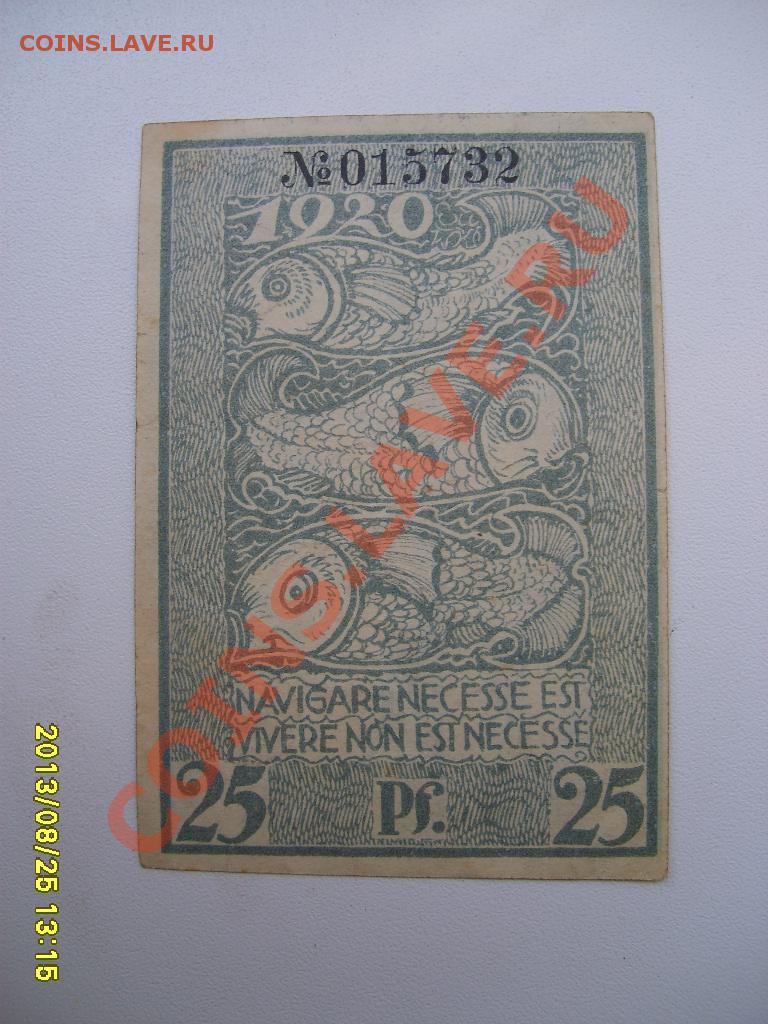 COINS.LAVE.RU
№015732
1920
NAVIGARE NECESSE EST
VIVERE NON EST NECESSE
25 Pf. 25
COINS.LAVE.RU
2013/08/25 13:15